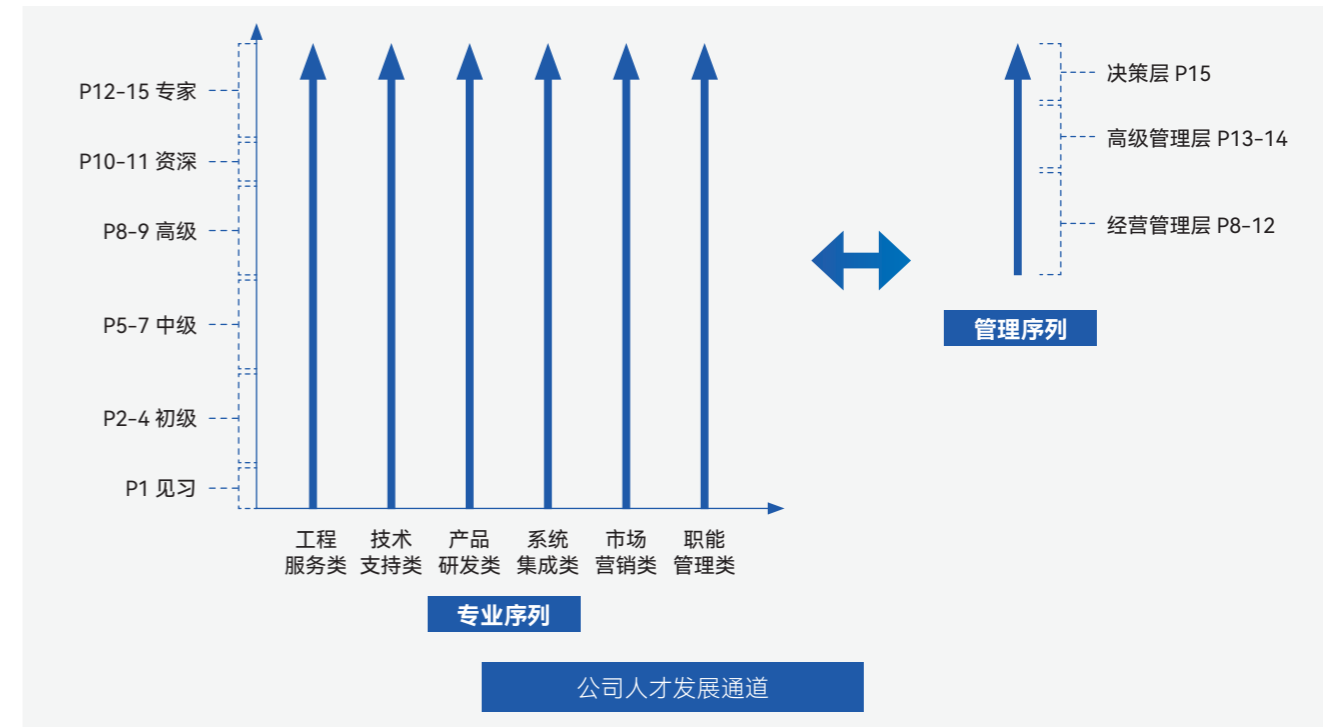 P12-15 专家
P10-11 资深
P8-9 高级
P5-7 中级
P2-4 初级
P1 见习
工程
服务类
技术
支持类
产品
研发类
系统
集成类
市场
营销类
职能
管理类
专业序列
决策层 P15
高级管理层 P13-14
经营管理层 P8-12
管理序列
公司人才发展通道